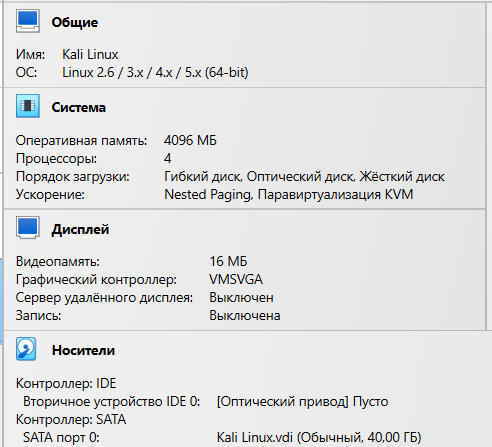 Общие
Имя: Kali Linux
ОС: Linux 2.6 / 3.x / 4.x / 5.x (64-bit)
Система
Оперативная память: 4096 МБ
Процессоры: 4
Порядок загрузки: Гибкий диск, Оптический диск, Жёсткий диск
Ускорение: Nested Paging, Паравиртуализация KVM
Дисплей
Видеопамять: 16 МБ
Графический контроллер: VMSVGA
Сервер удалённого дисплея: Выключен
Запись: Выключена
Носители
Контроллер: IDE
Вторичное устройство IDE 0: [Оптический привод] Пусто
Контроллер: SATA
SATA порт 0: Kali Linux.vdi (Обычный, 40,00 ГБ)